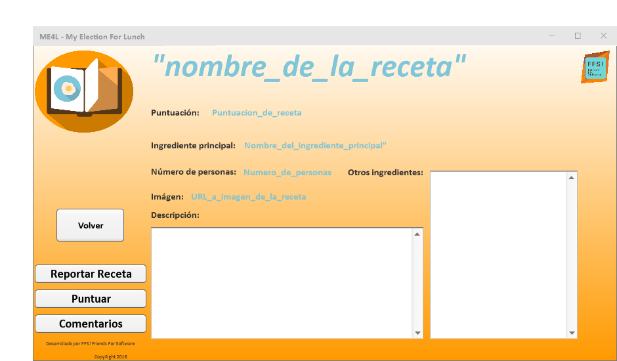 ME4L - My Election For Lunch
"nombre_de_la_receta"
FFS!
Puntuación: Puntuacion_de_receta
Ingrediente principal: Nombre_del_ingrediente_principal"
Número de personas: Numero_de_personas Otros ingredientes:
Imágen: URL_a_imagen_de_la_receta
Descripción:
Volver
Reportar Receta
Puntuar
Comentarios
Desarrollado por FFS! Friends For Software
CopyRight 2016